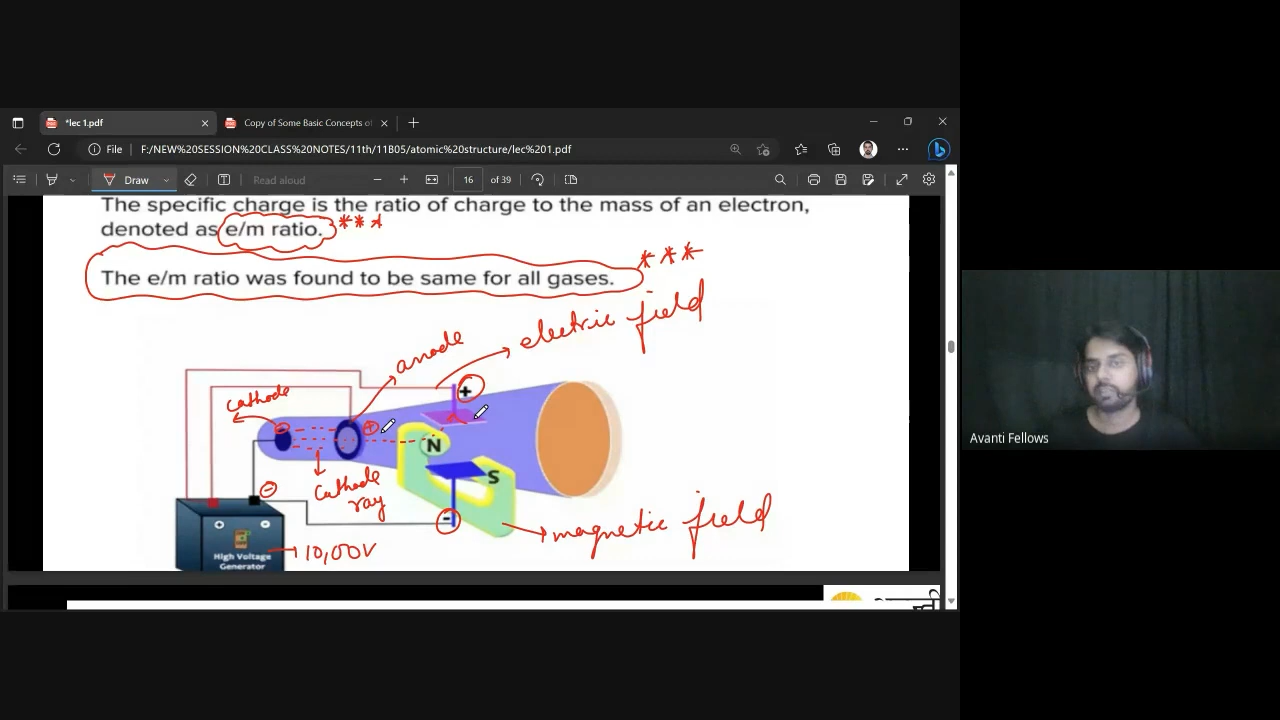 *lec 1.pdf
Copy of Some Basic Concepts of
File
F:/NEW%20SESSION%20CLASS%20NOTES/11th/11B05/atomic%20structure/lec%201.pdf
Draw
Read aloud
16 of 39
The specific charge is the ratio of charge to the mass of an electron,
denoted as e/m ratio. ***
The e/m ratio was found to be same for all gases. ***
electric field
anode
cathode
+
N
S
cathode
ray
-
magnetic field
+ -
High Voltage
Generator
10,000V
Avanti Fellows